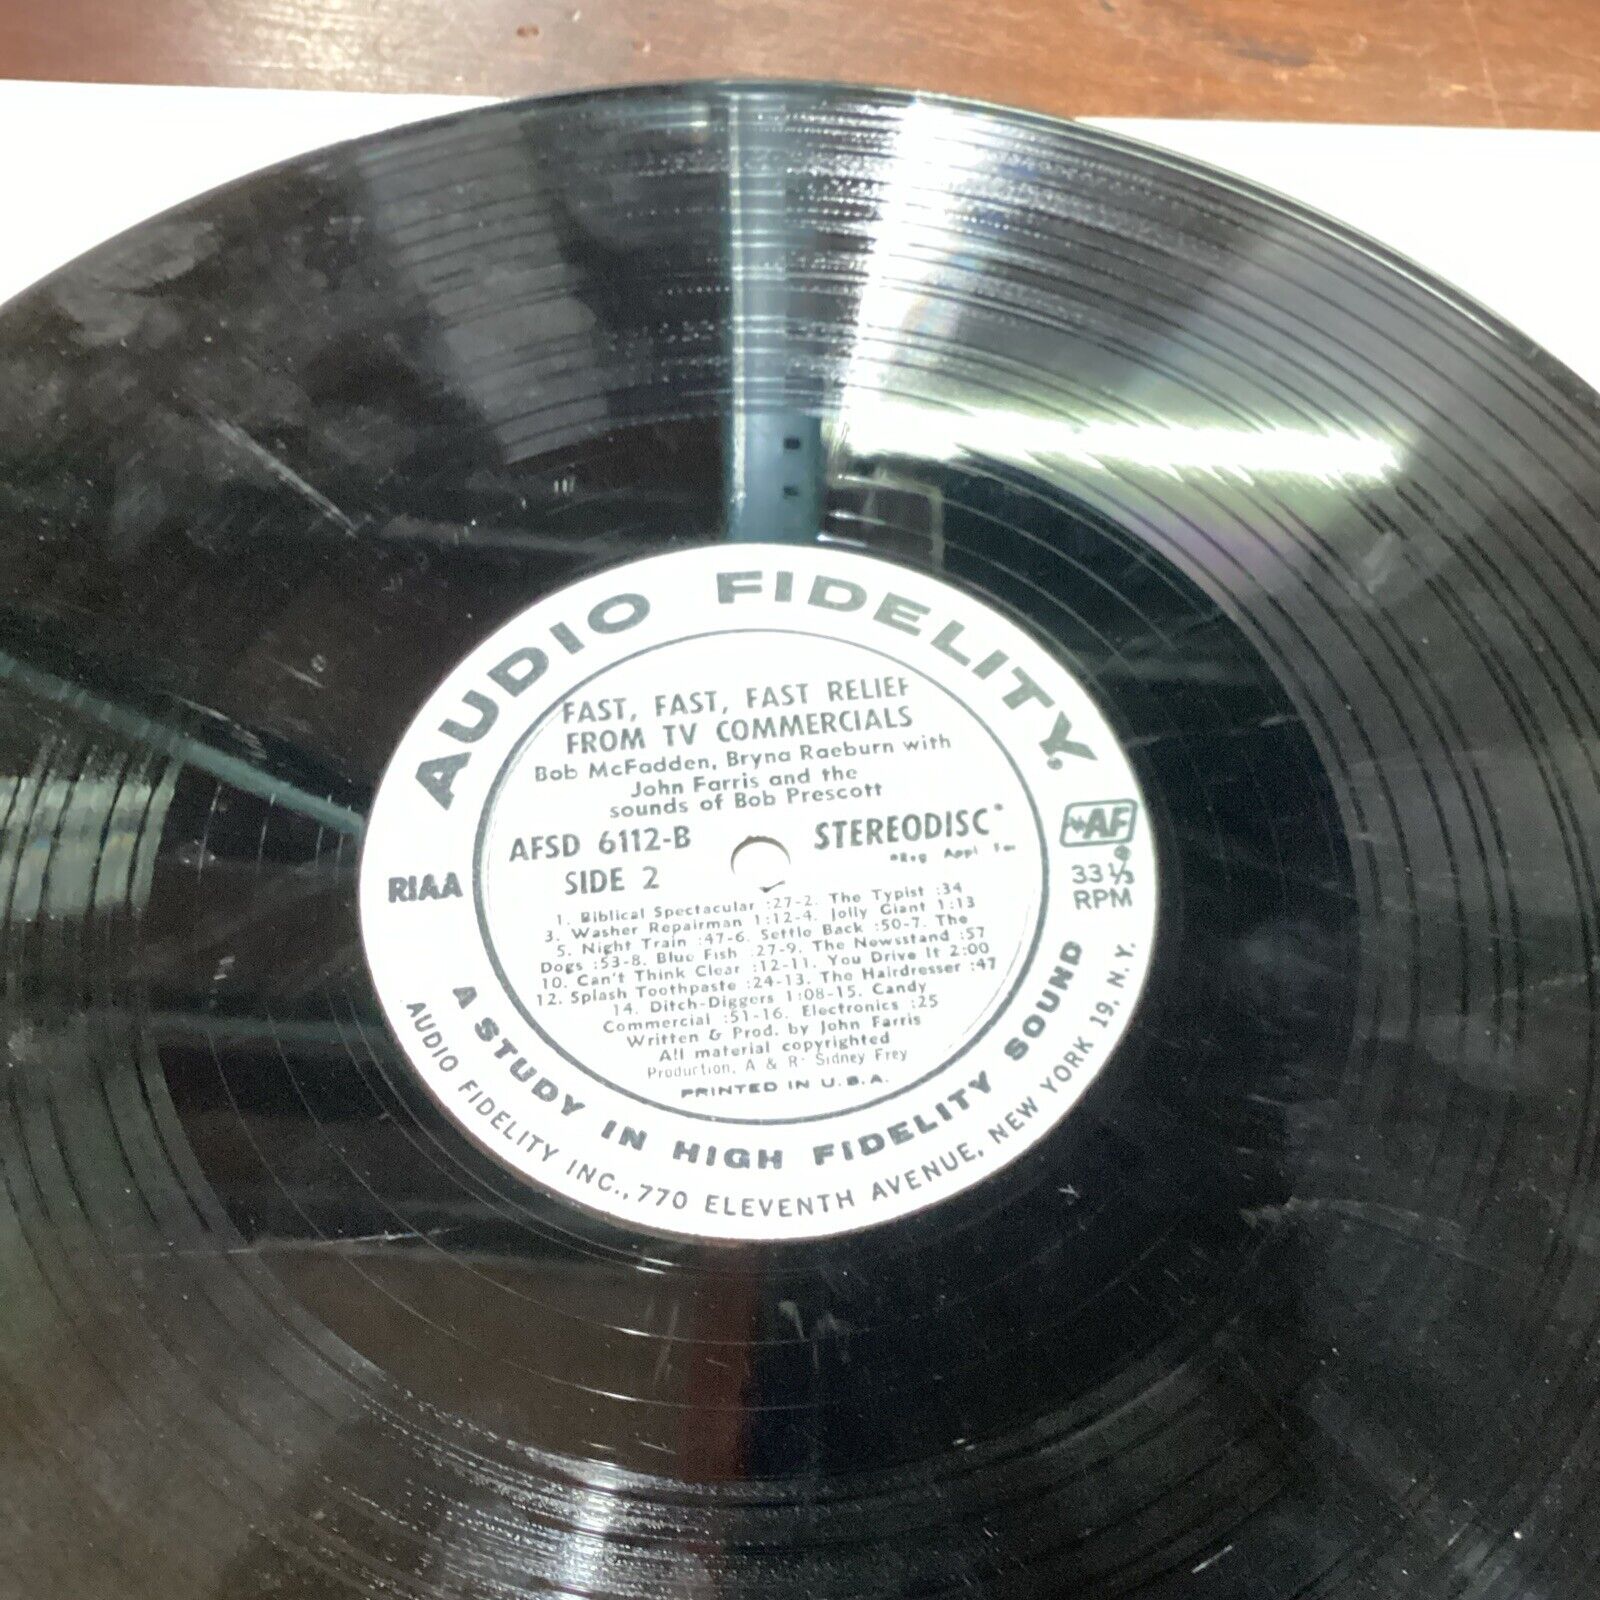 AUDIO FIDELITY®
FAST, FAST, FAST RELIEF
FROM TV COMMERCIALS
Bob McFadden, Bryna Raeburn with
John Farris and the
sounds of Bob Prescott
AFSD 6112-B
STEREODISC*
SIDE 2
RIAA
AF®
33⅓
RPM
1. Biblical Spectacular :27-2. The Typist :34
3. Washer Repairman 1:12-4. Jolly Giant 1:13
5. Night Train :47-6. Settle Back :50-7. The
Dogs :53-8. Blue Fish :27-9. The Newsstand :57
10. Can't Think Clear :12-11. You Drive It 2:00
12. Splash Toothpaste :24-13. The Hairdresser :47
14. Ditch-Diggers 1:08-15. Candy
Commercial :51-16. Electronics :25
Written & Prod. by John Farris
All material copyrighted
Production, A & R: Sidney Frey
PRINTED IN U.S.A.
A STUDY IN HIGH FIDELITY SOUND
AUDIO FIDELITY INC., 770 ELEVENTH AVENUE, NEW YORK 19, N.Y.